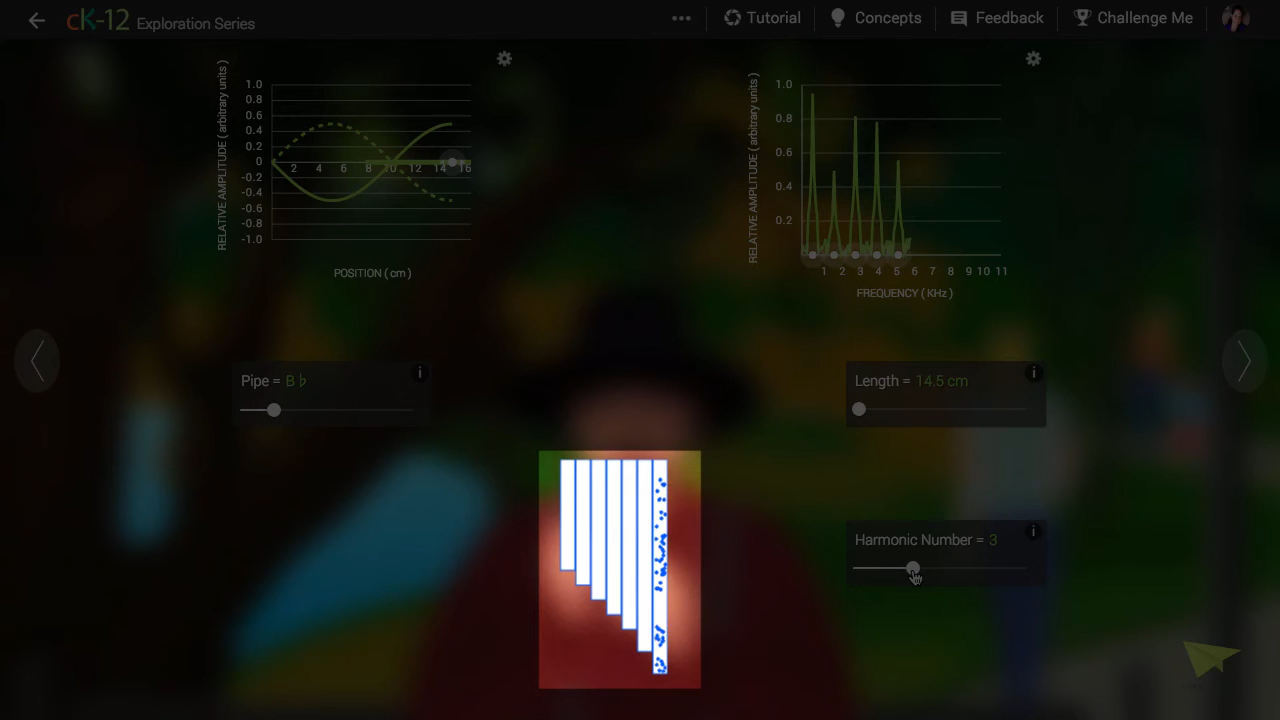 cK-12 Exploration Series
Tutorial
Concepts
Feedback
Challenge Me
RELATIVE AMPLITUDE ( arbitrary units )
1.0
0.8
0.6
0.4
0.2
0
-0.2
-0.4
-0.6
-0.8
-1.0
2 4 6 8 10 12 14 16
POSITION ( cm )
RELATIVE AMPLITUDE ( arbitrary units )
1.0
0.8
0.6
0.4
0.2
1 2 3 4 5 6 7 8 9 10 11
FREQUENCY ( KHz )
Pipe = B ♭
i
Length = 14.5 cm
i
Harmonic Number = 3
i